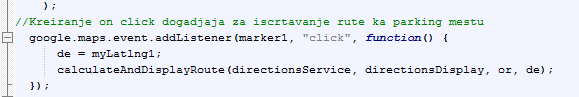 );
//Kreiranje on click dogadjaja za iscrtavanje rute ka parking mestu
google.maps.event.addListener(marker1, "click", function() {
de = myLatlng1;
calculateAndDisplayRoute(directionsService, directionsDisplay, or, de);
});